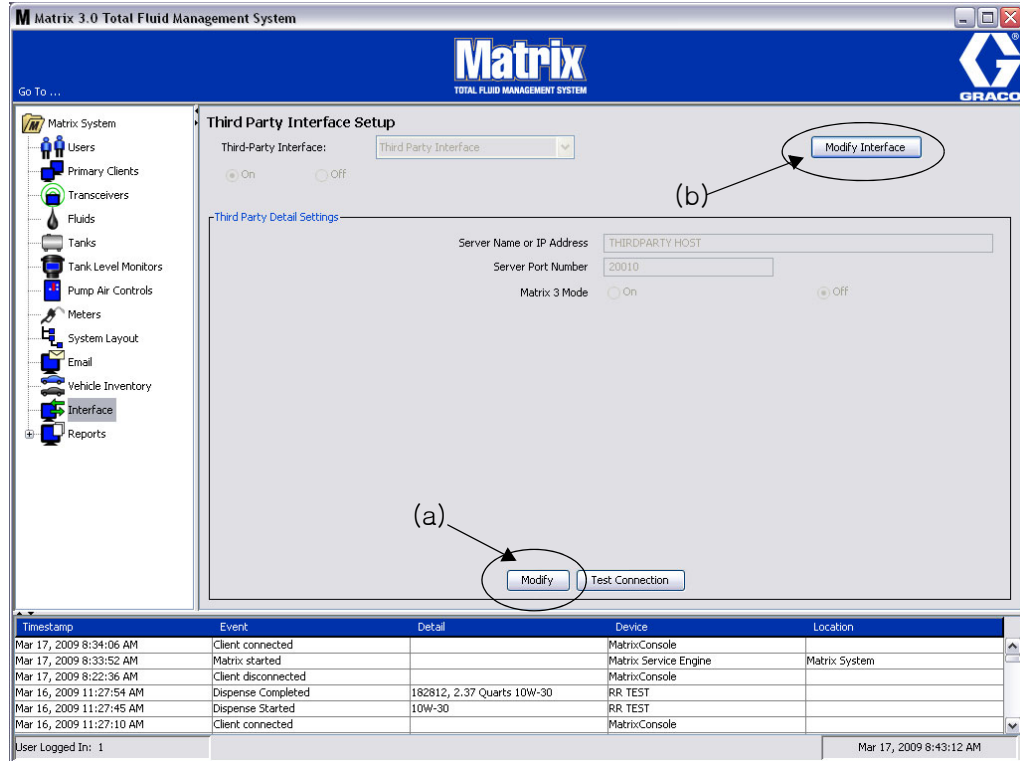 M Matrix 3.0 Total Fluid Management System
Matrix
TOTAL FLUID MANAGEMENT SYSTEM
Go To ...
GRACO
®
Matrix System
Users
Primary Clients
Transceivers
Fluids
Tanks
Tank Level Monitors
Pump Air Controls
Meters
System Layout
Email
Vehicle Inventory
Interface
Reports
Third Party Interface Setup
Third-Party Interface: Third Party Interface
Modify Interface
On Off
(b)
Third Party Detail Settings
Server Name or IP Address THIRDPARTY HOST
Server Port Number 20010
Matrix 3 Mode On Off
(a)
Modify Test Connection
Timestamp Event Detail Device Location
Mar 17, 2009 8:34:06 AM Client connected MatrixConsole
Mar 17, 2009 8:33:52 AM Matrix started Matrix Service Engine Matrix System
Mar 17, 2009 8:22:36 AM Client disconnected MatrixConsole
Mar 16, 2009 11:27:54 AM Dispense Completed 182812, 2.37 Quarts 10W-30 RR TEST
Mar 16, 2009 11:27:45 AM Dispense Started 10W-30 RR TEST
Mar 16, 2009 11:27:10 AM Client connected MatrixConsole
User Logged In: 1 Mar 17, 2009 8:43:12 AM